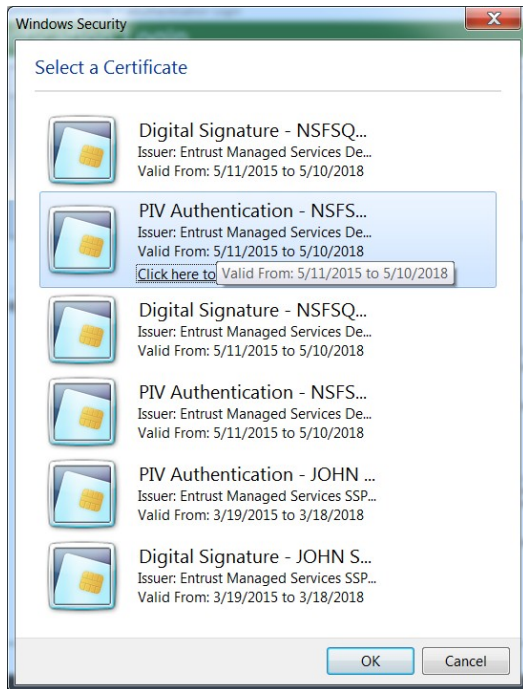 Windows Security
Select a Certificate
Digital Signature - NSFSQ...
Issuer: Entrust Managed Services De...
Valid From: 5/11/2015 to 5/10/2018
PIV Authentication - NSFS...
Issuer: Entrust Managed Services De...
Valid From: 5/11/2015 to 5/10/2018
Click here to Valid From: 5/11/2015 to 5/10/2018
Digital Signature - NSFSQ...
Issuer: Entrust Managed Services De...
Valid From: 5/11/2015 to 5/10/2018
PIV Authentication - NSFS...
Issuer: Entrust Managed Services De...
Valid From: 5/11/2015 to 5/10/2018
PIV Authentication - JOHN ...
Issuer: Entrust Managed Services SSP...
Valid From: 3/19/2015 to 3/18/2018
Digital Signature - JOHN S...
Issuer: Entrust Managed Services SSP...
Valid From: 3/19/2015 to 3/18/2018
OK Cancel